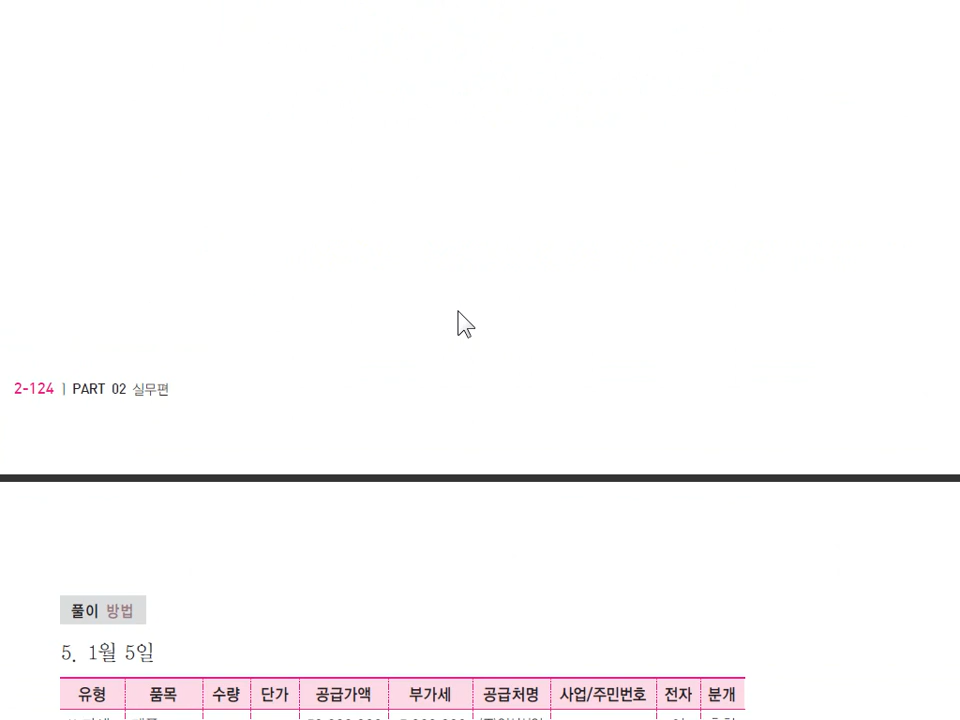 2-124 | PART 02 실무편
풀이 방법
5. 1월 5일
유형 품목 수량 단가 공급가액 부가세 공급처명 사업/주민번호 전자 분개